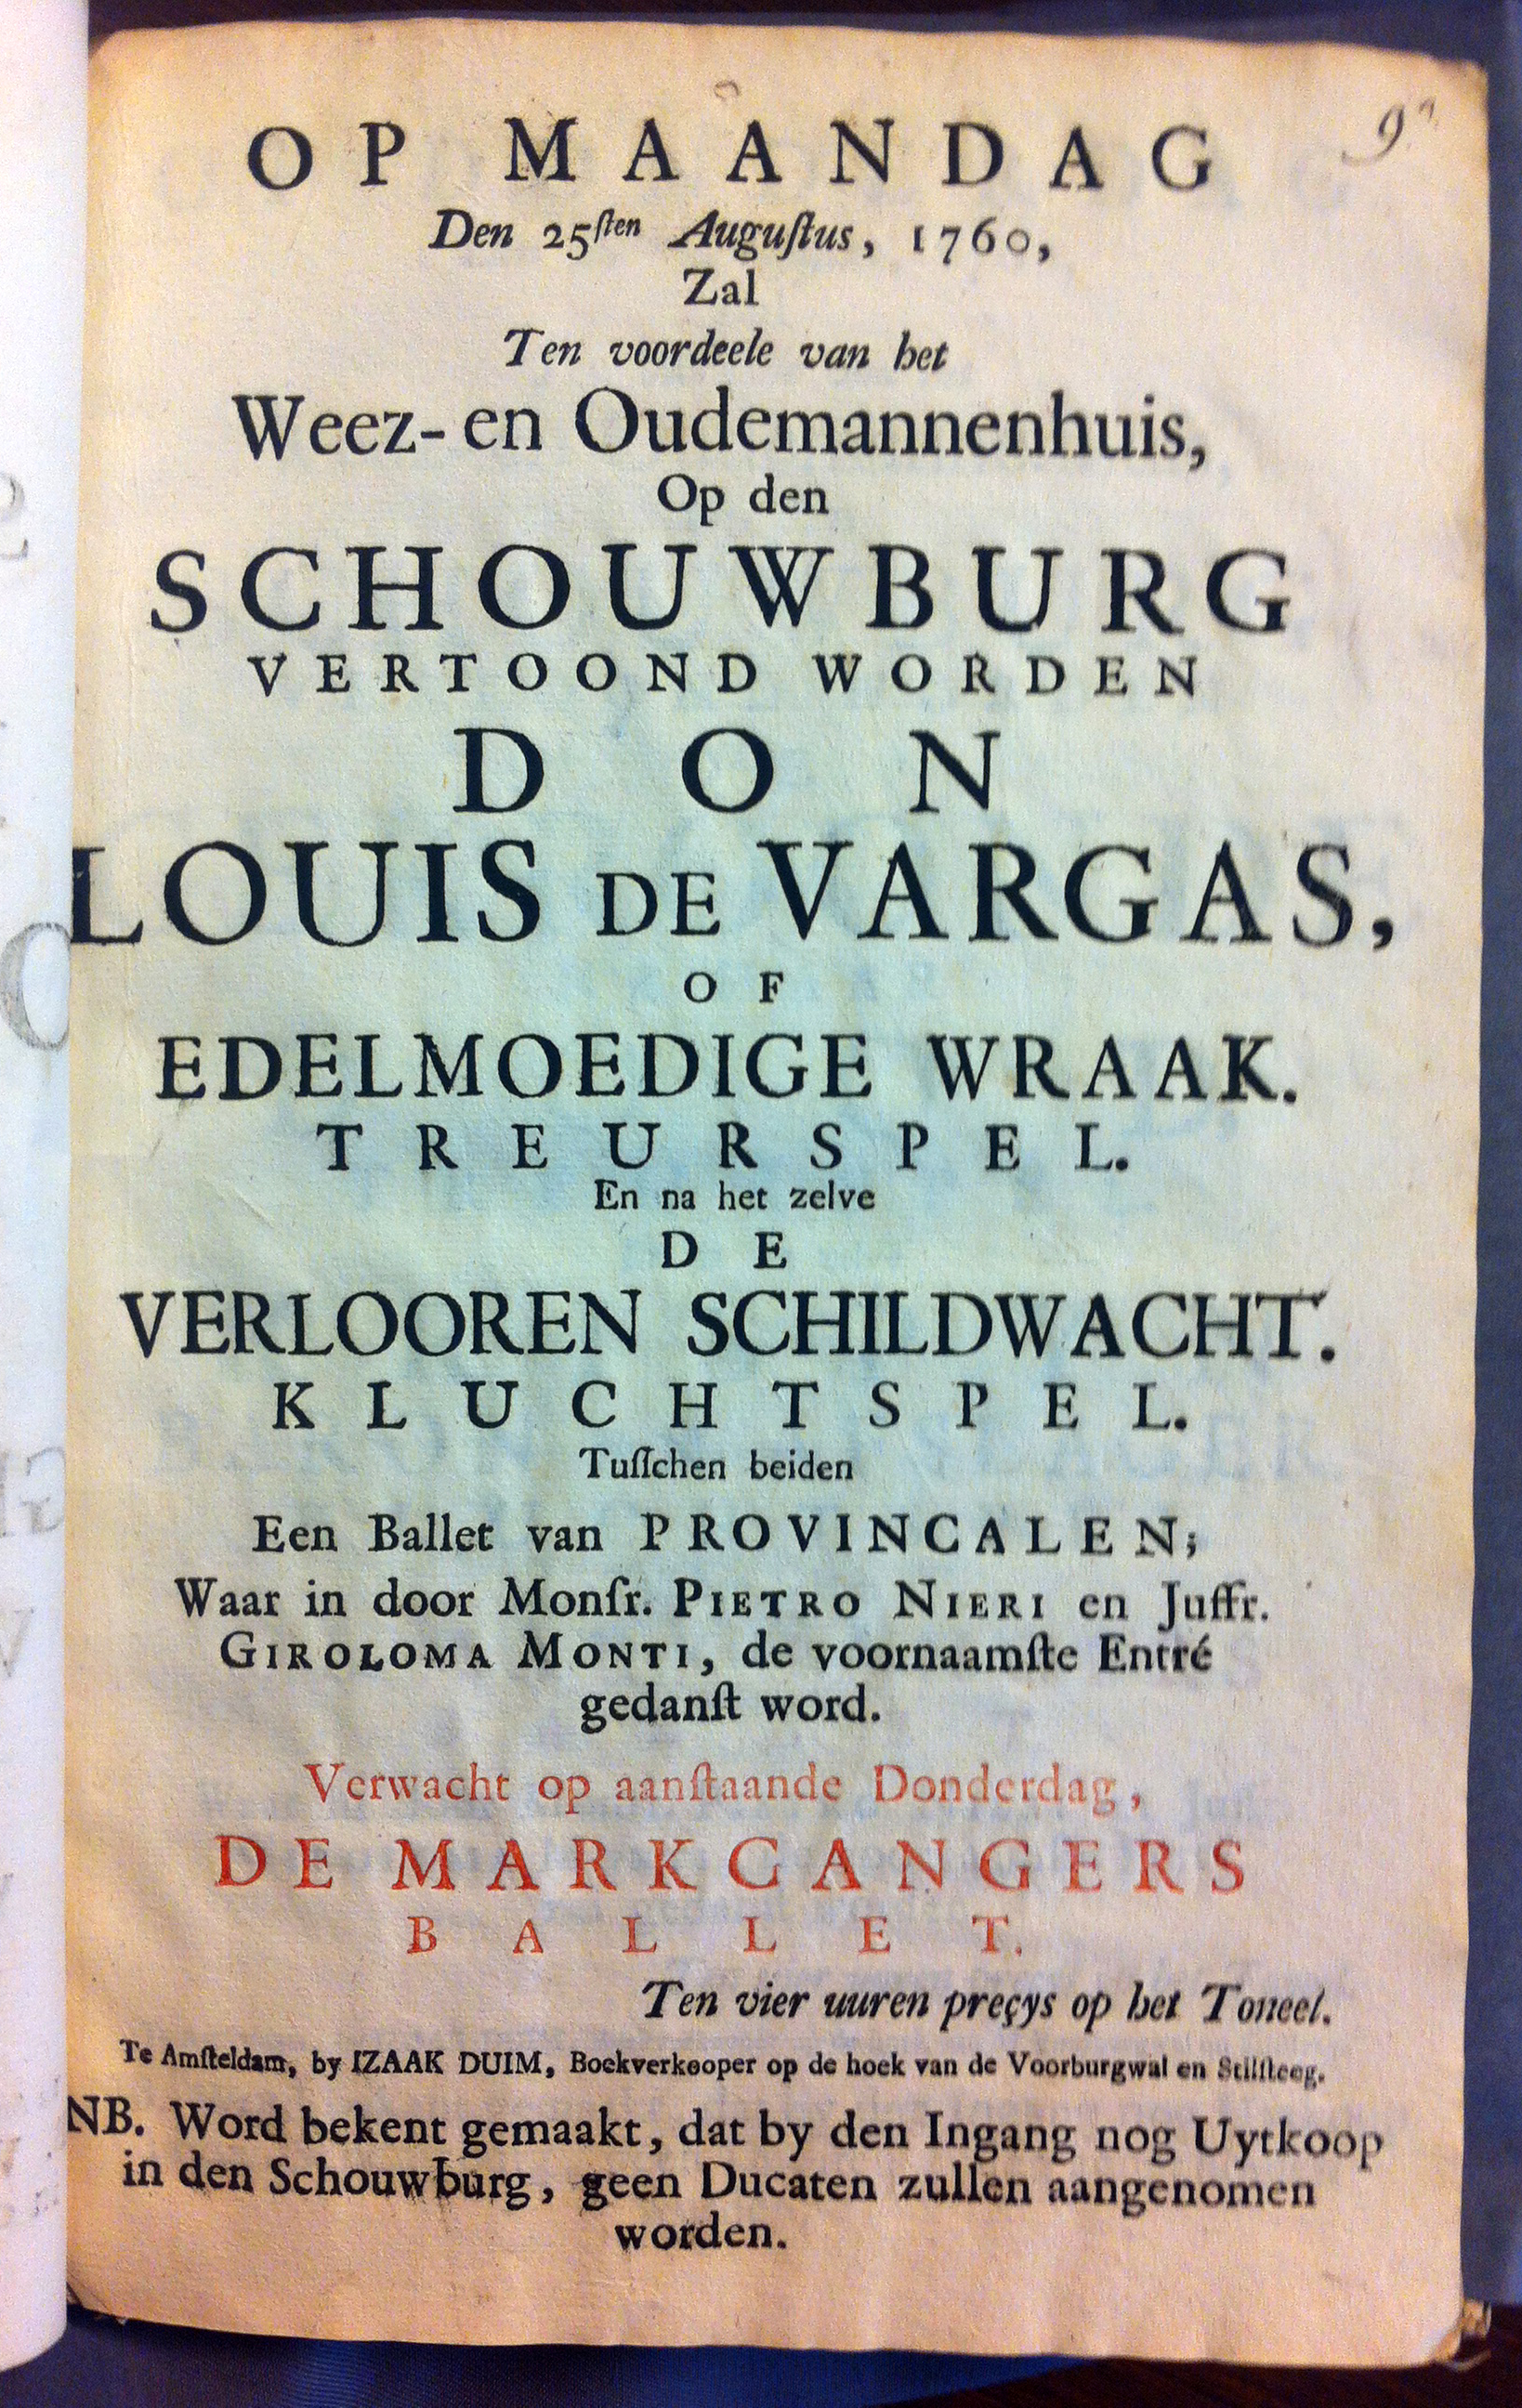 9
OP MAANDAG
Den 25ſten Auguſtus, 1760,
Zal
Ten voordeele van het
Weez- en Oudemannenhuis,
Op den
SCHOUWBURG
VERTOOND WORDEN
DON
LOUIS DE VARGAS,
OF
EDELMOEDIGE WRAAK.
TREURSPEL.
En na het zelve
DE
VERLOOREN SCHILDWACHT.
KLUCHTSPEL.
Tuſſchen beiden
Een Ballet van PROVINCALEN;
Waar in door Monſr. PIETRO NIERI en Juffr.
GIROLOMA MONTI, de voornaamſte Entré
gedanſt word.
Verwacht op aanſtaande Donderdag,
DE MARKGANGERS
BALLET.
Ten vier uuren preçys op het Toneel.
Te Amſteldam, by IZAAK DUIM, Boekverkooper op de hoek van de Voorburgwal en Stilſteeg.
NB. Word bekent gemaakt, dat by den Ingang nog Uytkoop
in den Schouwburg, geen Ducaten zullen aangenomen
worden.